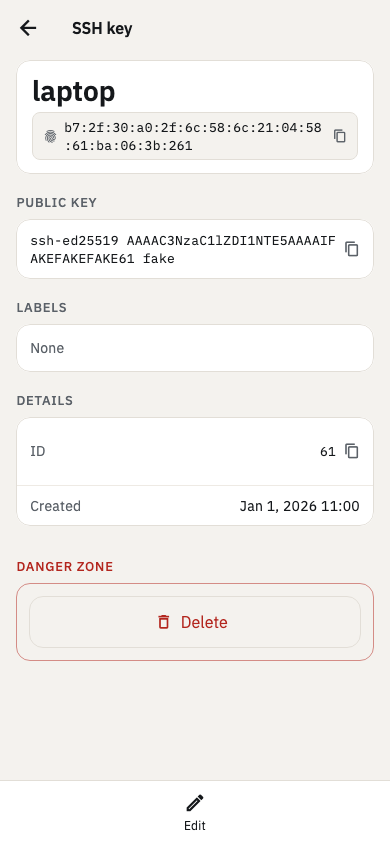 SSH key
laptop
b7:2f:30:a0:2f:6c:58:6c:21:04:58
:61:ba:06:3b:261
PUBLIC KEY
ssh-ed25519 AAAAC3NzaC1lZDI1NTE5AAAAIF
AKEFAKEFAKE61 fake
LABELS
None
DETAILS
ID 61
Created Jan 1, 2026 11:00
DANGER ZONE
Delete
Edit